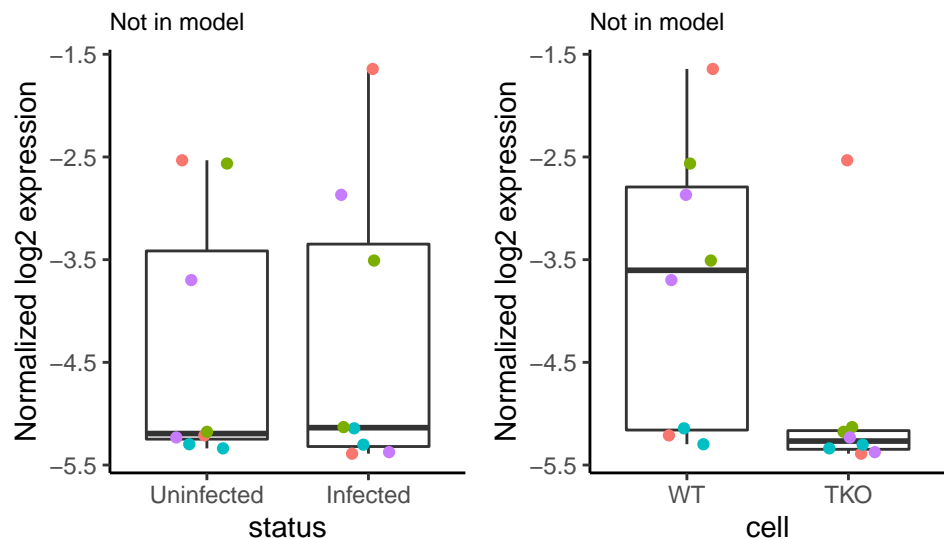 Not in model
Normalized log2 expression
−1.5
−2.5
−3.5
−4.5
−5.5
Uninfected
Infected
status
Not in model
Normalized log2 expression
−1.5
−2.5
−3.5
−4.5
−5.5
WT
TKO
cell